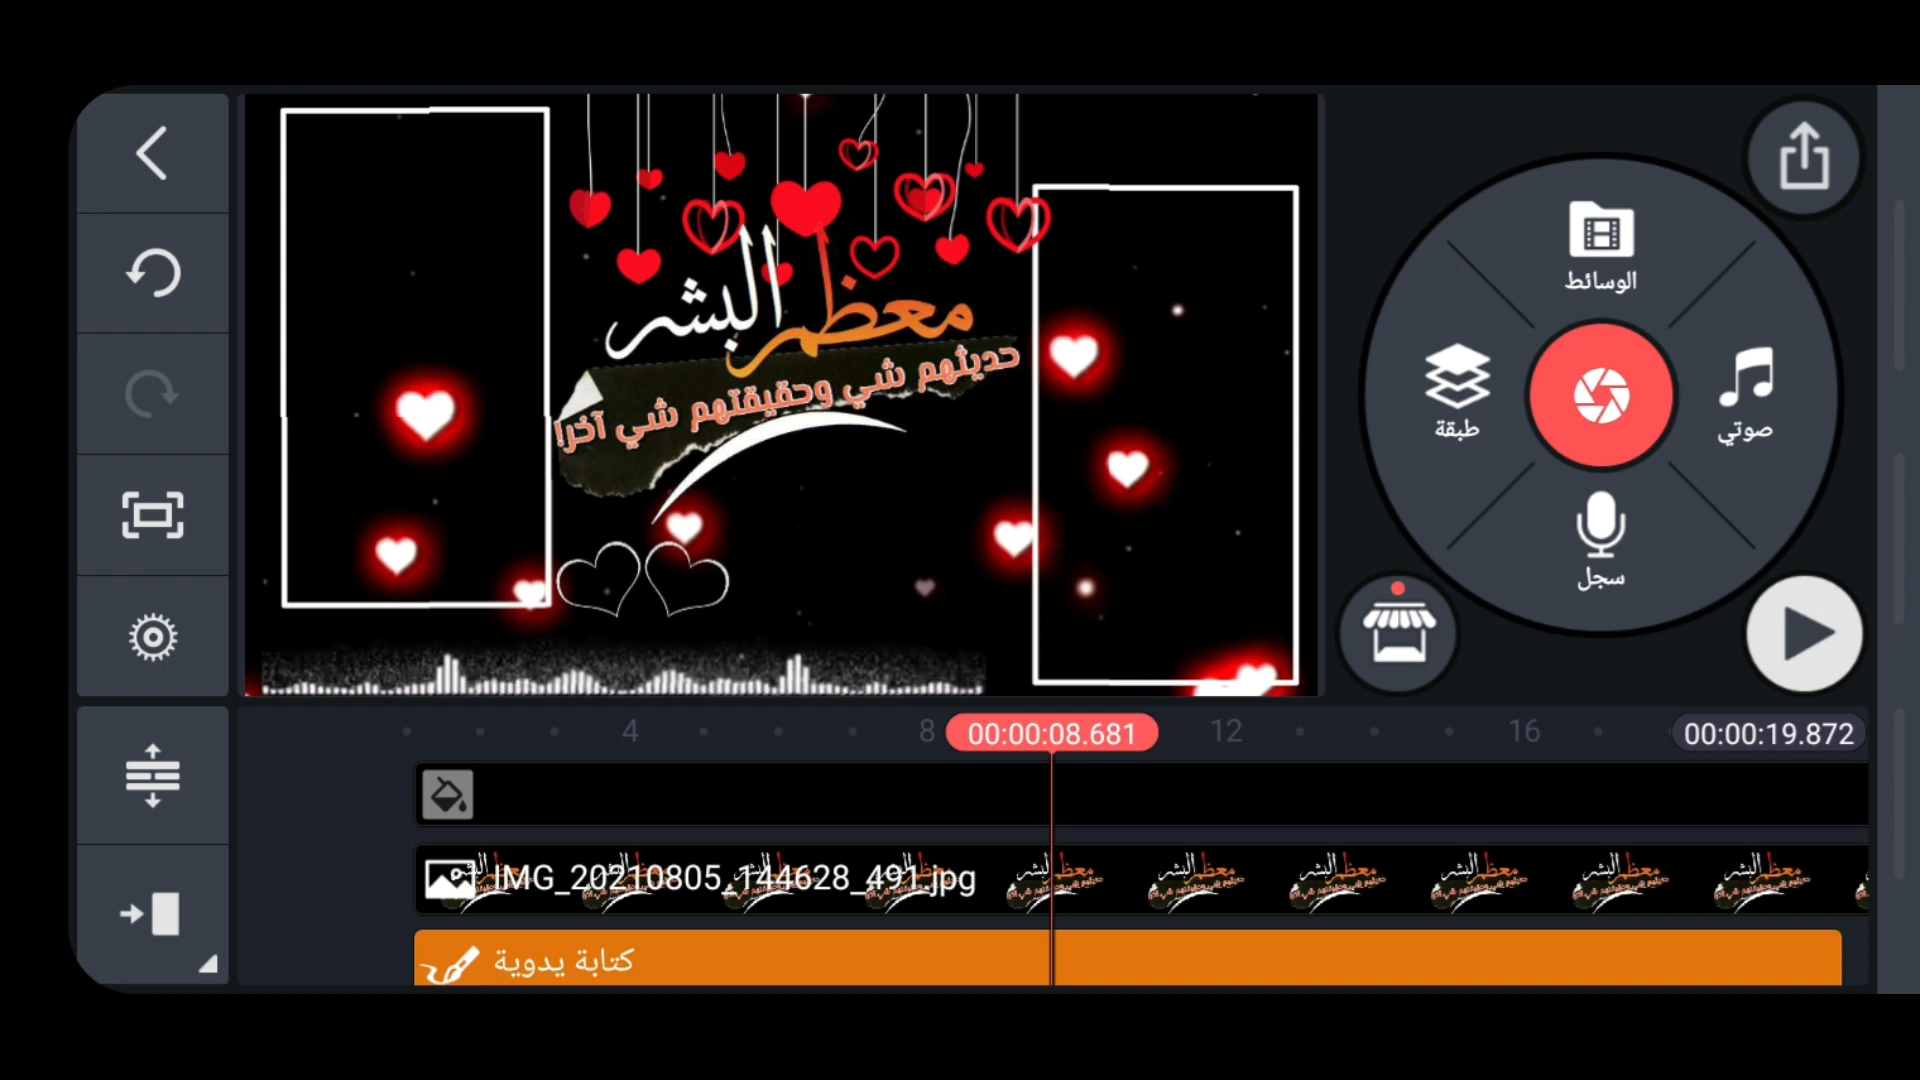 معظم البشر
حديثهم شي وحقيقتهم شي آخر!
الوسائط
طبقة
صوتي
سجل
4
8
00:00:08.681
12
16
00:00:19.872
IMG_20210805_144628_491.jpg
كتابة يدوية